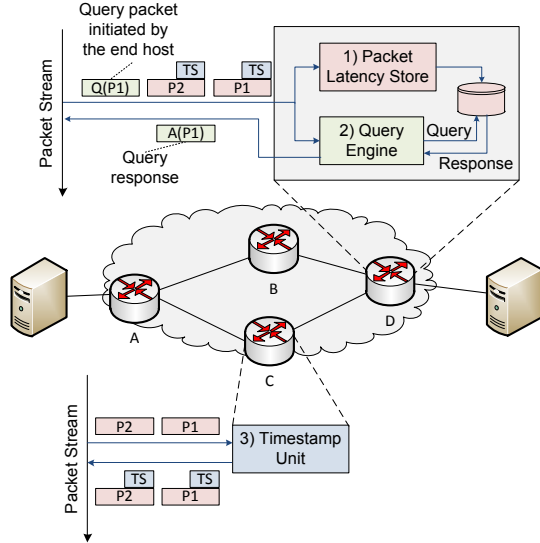 Query packet
initiated by
the end host
TS
TS
Q(P1)
P2
P1
Packet Stream
1) Packet
Latency Store
A(P1)
2) Query
Engine
Query
Response
Query
response
B
A
D
C
P2
P1
3) Timestamp
Unit
TS
TS
P2
P1
Packet Stream